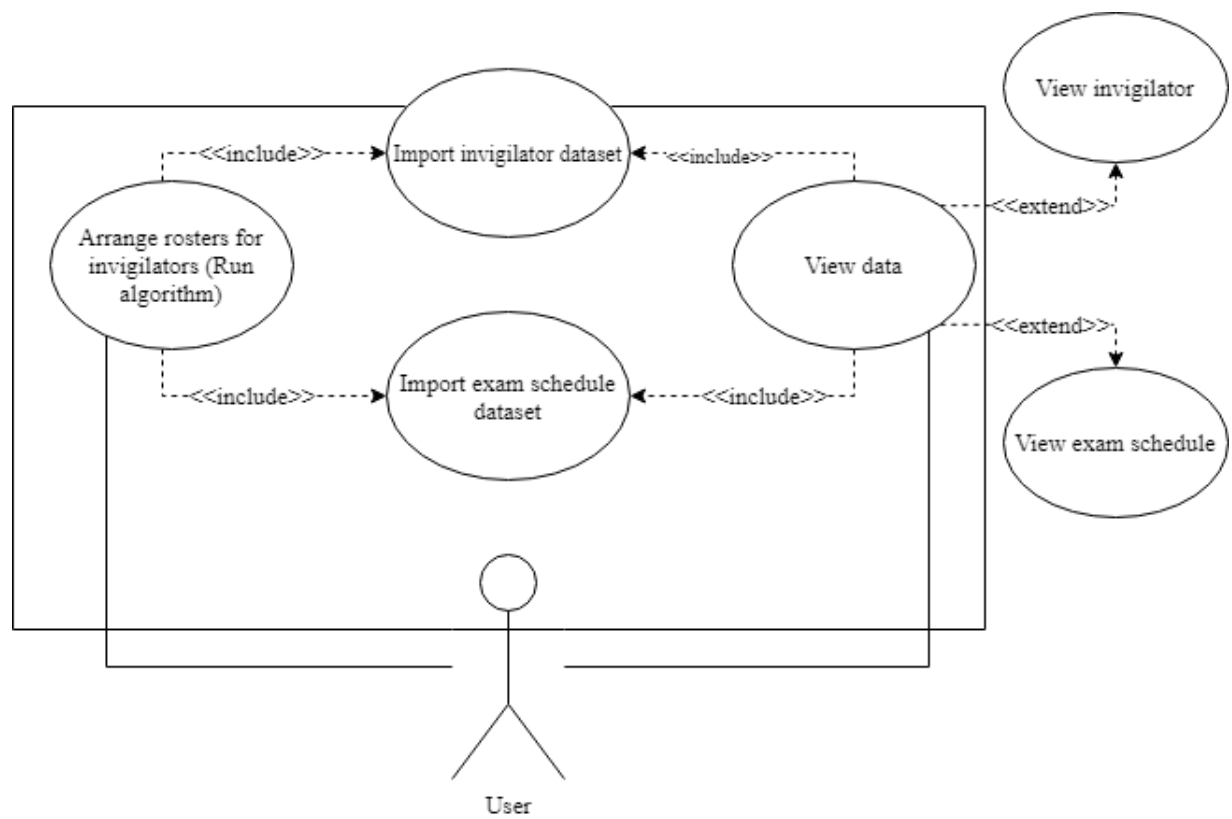 View invigilator
<<include>>
Import invigilator dataset
<<include>>
<<extend>>
Arrange rosters for
invigilators (Run
algorithm)
View data
<<extend>>
<<include>>
Import exam schedule
dataset
<<include>>
View exam schedule
User